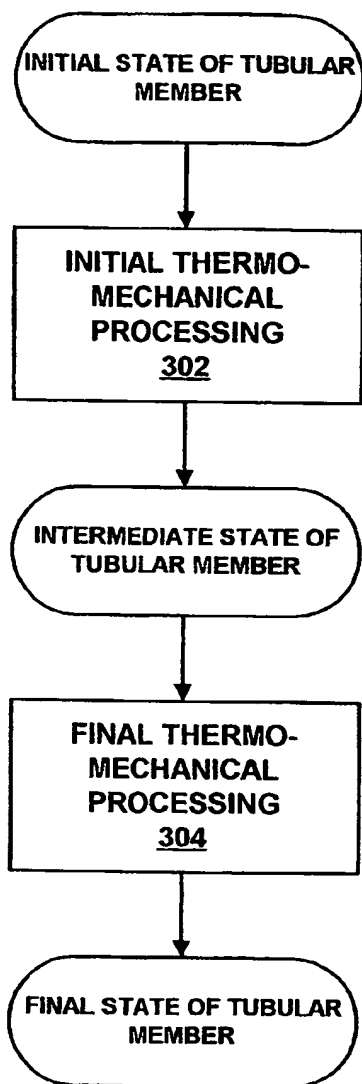 INITIAL STATE OF TUBULAR
MEMBER
INITIAL THERMO-
MECHANICAL
PROCESSING
302
INTERMEDIATE STATE OF
TUBULAR MEMBER
FINAL THERMO-
MECHANICAL
PROCESSING
304
FINAL STATE OF TUBULAR
MEMBER